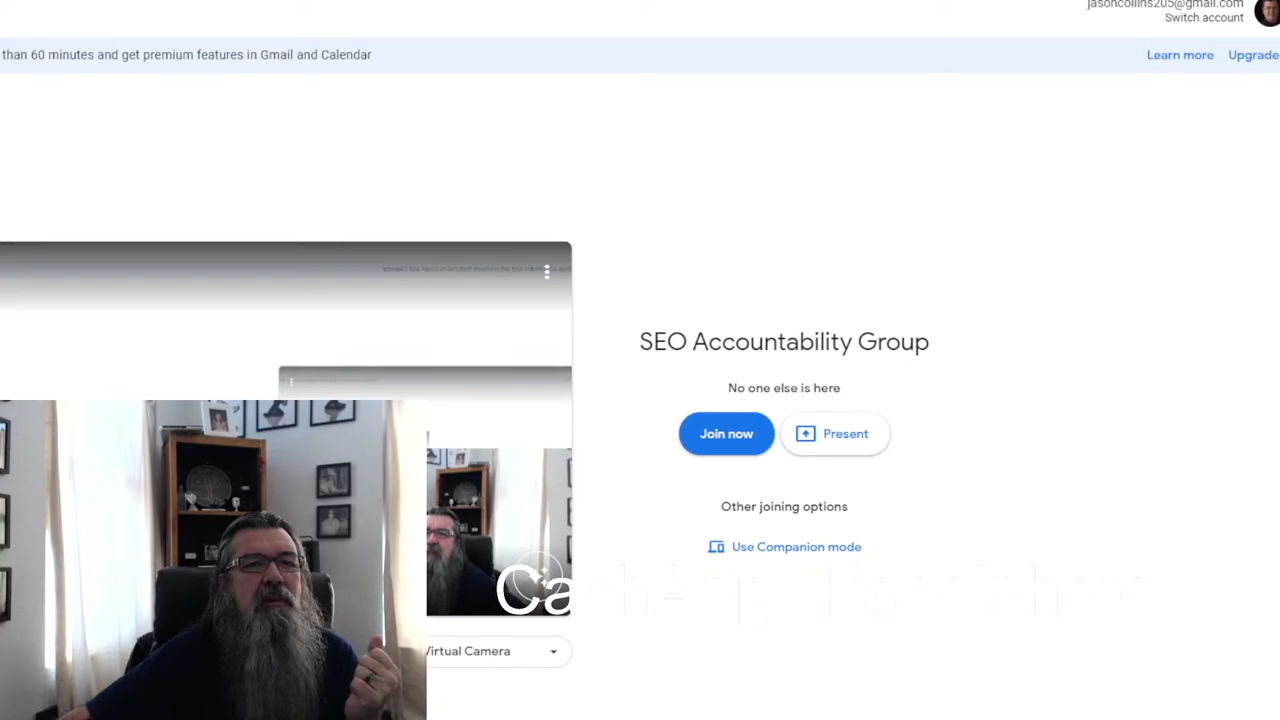 jasoncollins205@gmail.com
Switch account
than 60 minutes and get premium features in Gmail and Calendar
Learn more
Upgrade
SEO Accountability Group
No one else is here
Join now
Present
Other joining options
Use Companion mode
Virtual Camera